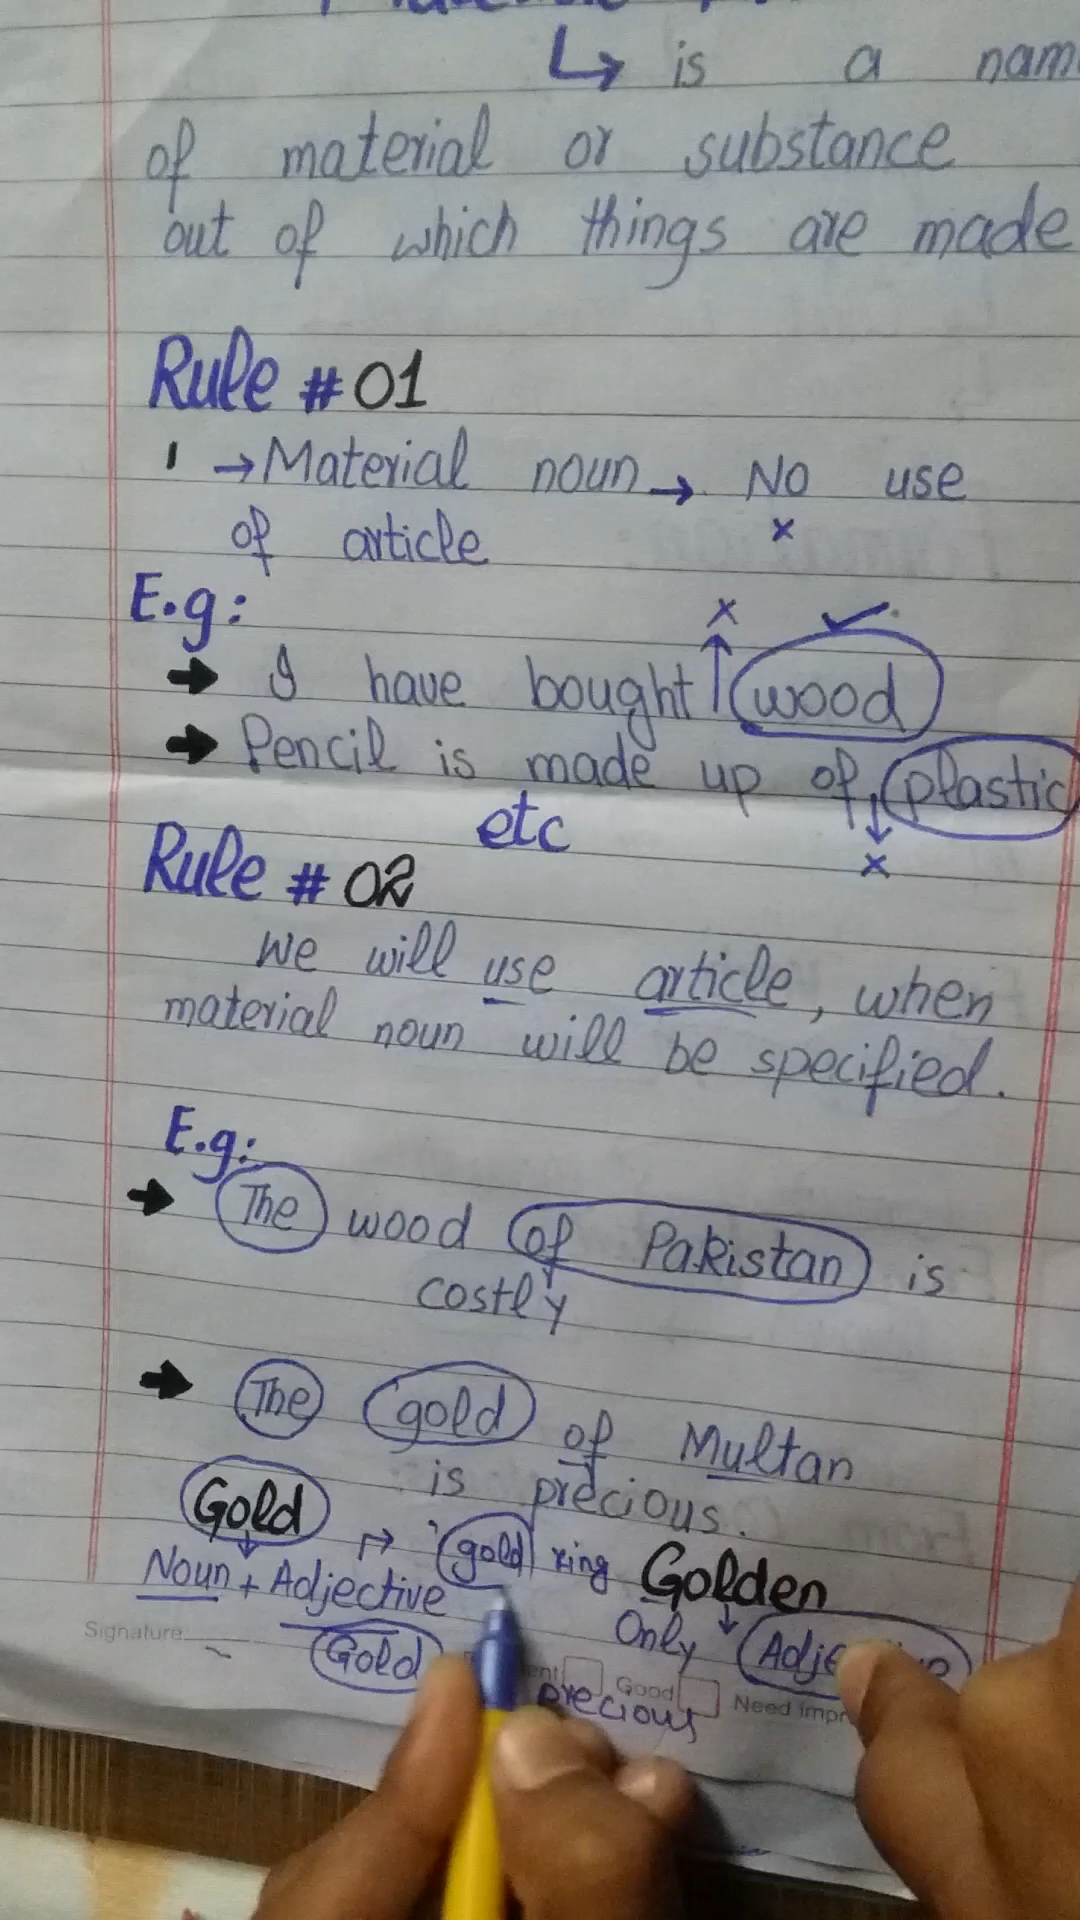 is a nam
of material or substance
out of which things are made
Rule # 01
1 → Material noun → No use
x
of article
E.g:
x
→ I have bought wood
→ Pencil is made up of plastic
x
etc
Rule # 02
We will use article, when
material noun will be specified.
E.g:
→ The wood of Pakistan is
costly
→ The gold of Multan
is precious.
Gold
gold ring Golden
Noun + Adjective
Only
Signature
Gold
Good
Need impr
precious